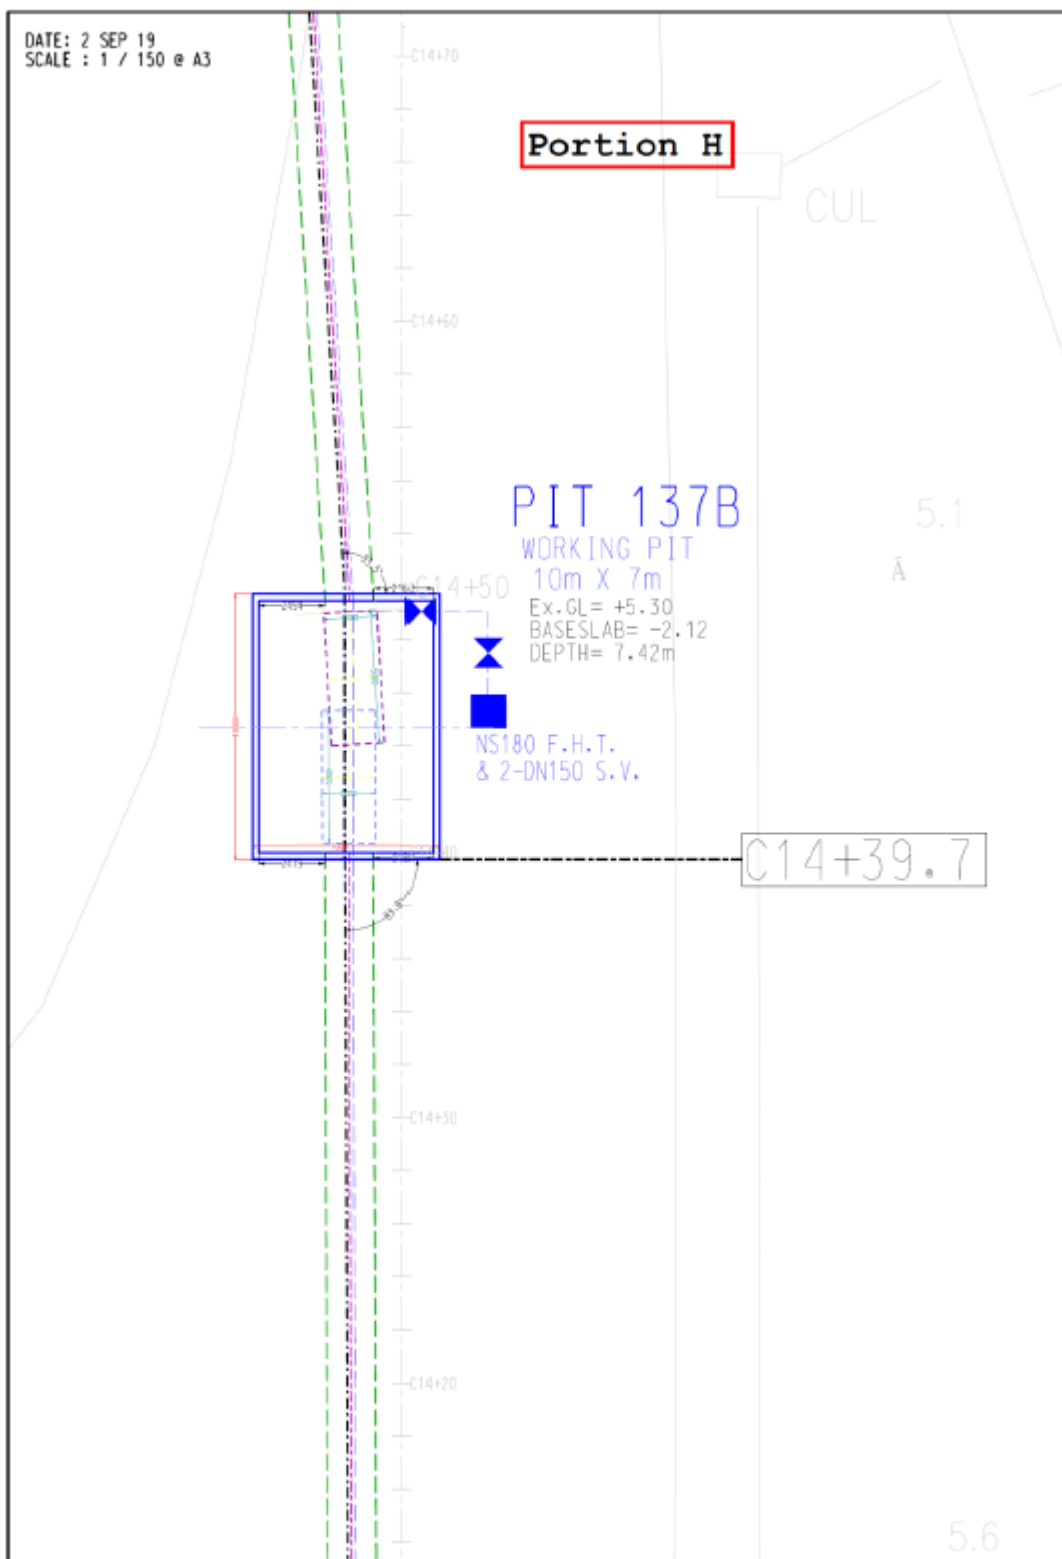 DATE: 2 SEP 19
SCALE : 1 / 150 @ A3
C14+70
Portion H
CUL
C14+60
PIT 137B
WORKING PIT
10m X 7m
Ex.GL= +5.30
BASESLAB= -2.12
DEPTH= 7.42m
5.1
Ā
C14+50
2464
NS180 F.H.T.
& 2-DN150 S.V.
C14+39.7
2473
C14+30
C14+20
5.6